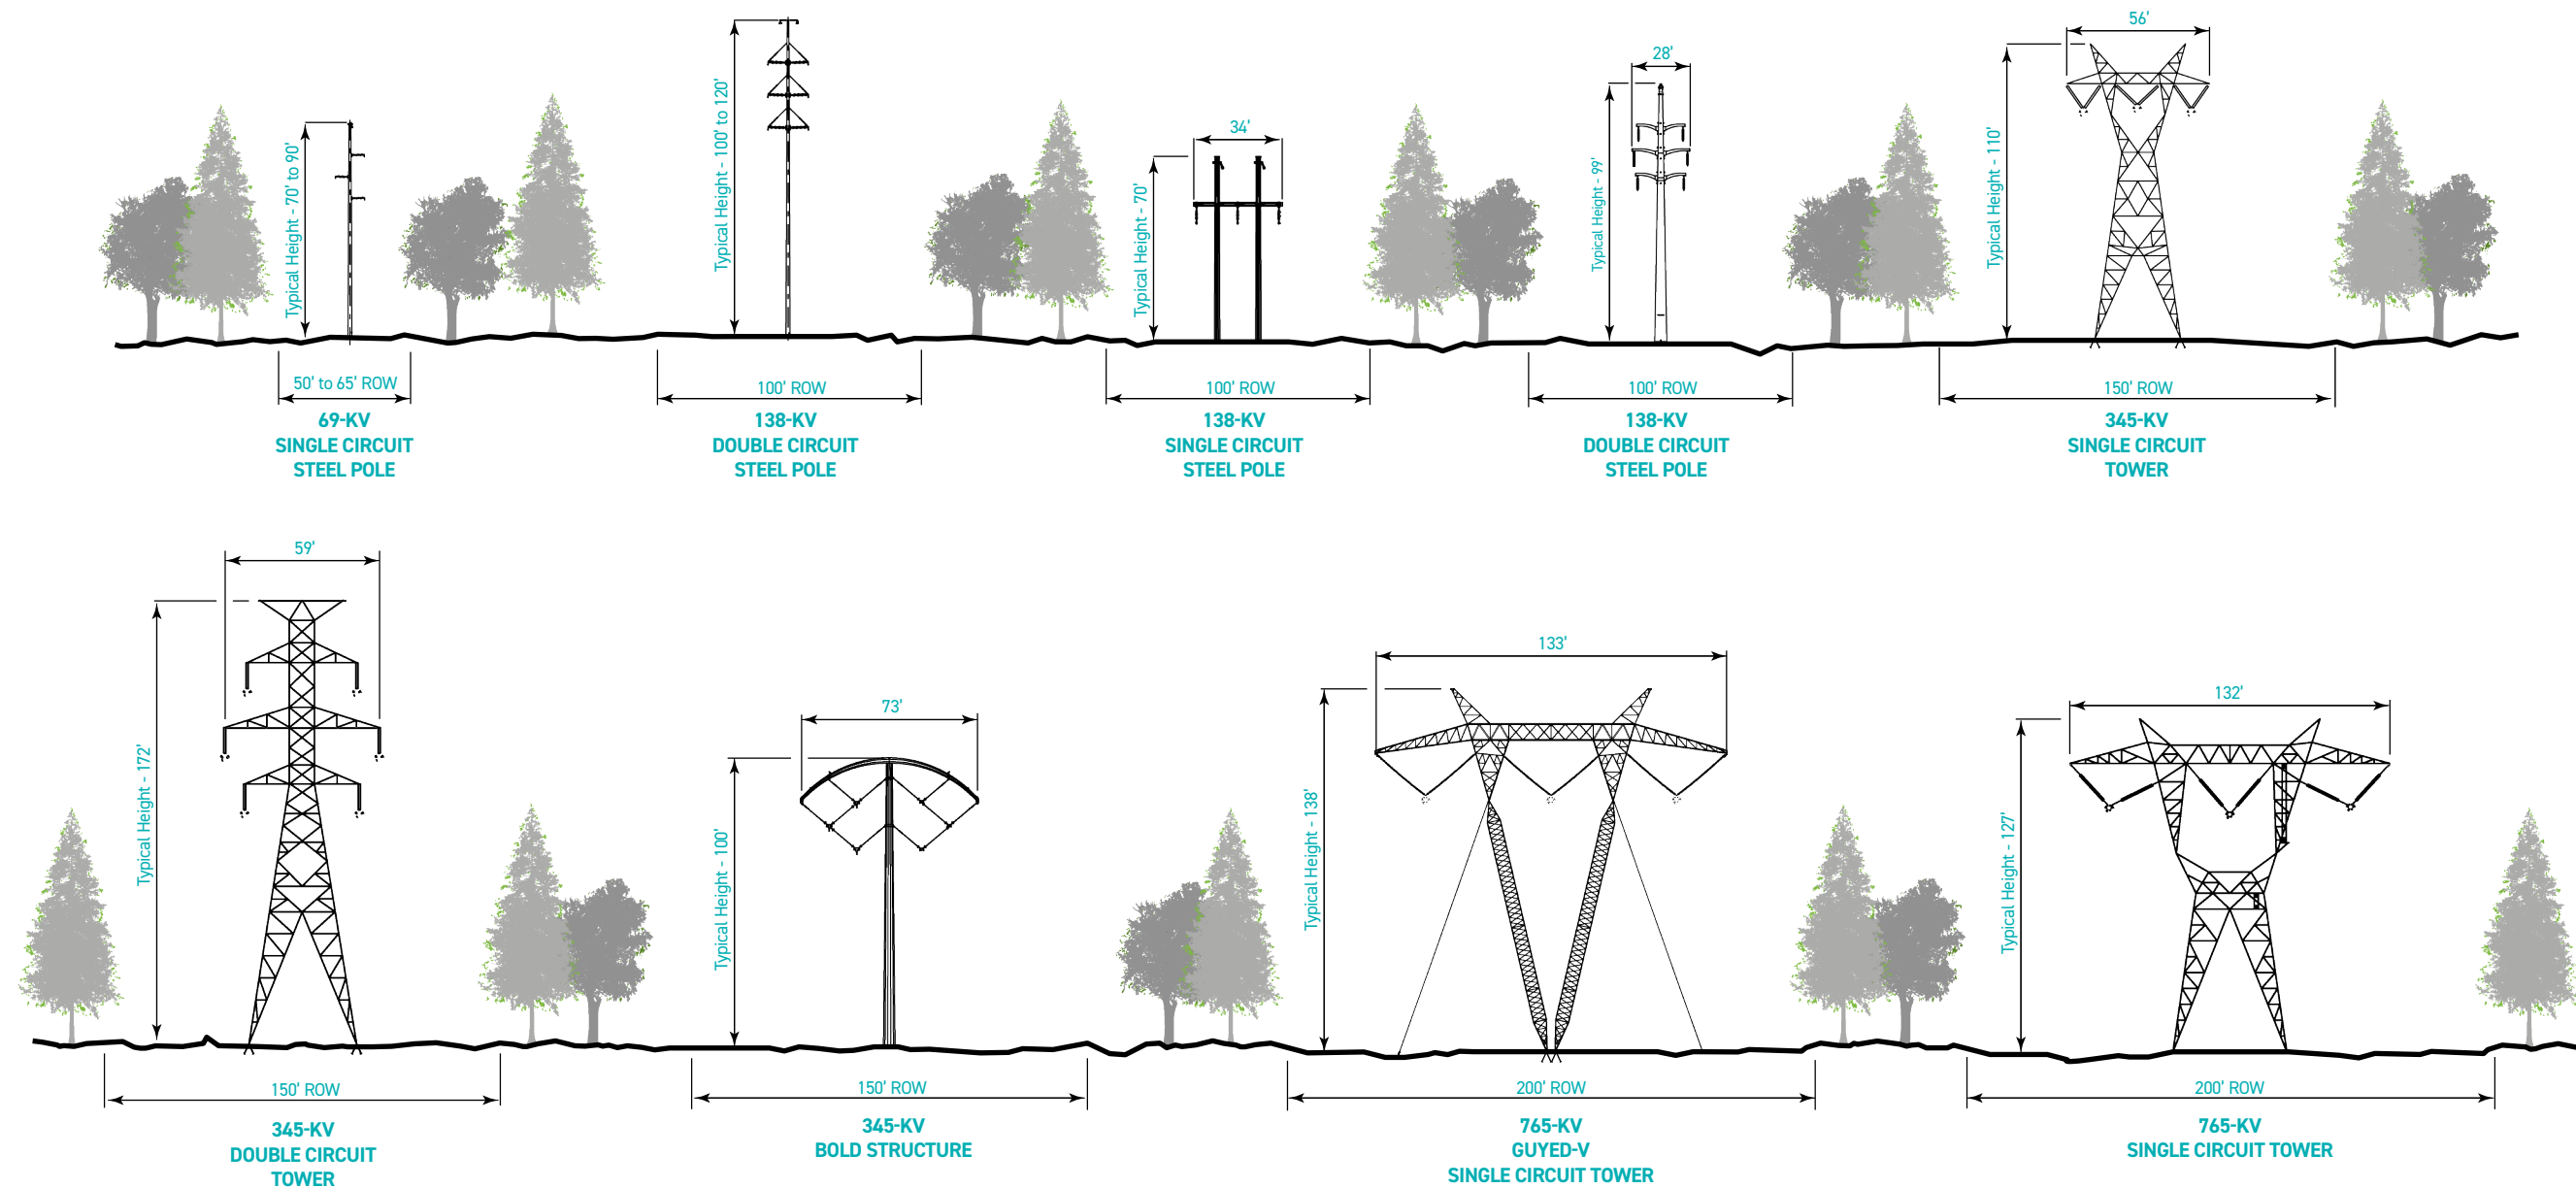 Typical Height - 70' to 90'
50' to 65' ROW
69-KV
SINGLE CIRCUIT
STEEL POLE
Typical Height - 100' to 120'
100' ROW
138-KV
DOUBLE CIRCUIT
STEEL POLE
34'
Typical Height - 70'
100' ROW
138-KV
SINGLE CIRCUIT
STEEL POLE
28'
Typical Height - 99'
100' ROW
138-KV
DOUBLE CIRCUIT
STEEL POLE
56'
Typical Height - 110'
150' ROW
345-KV
SINGLE CIRCUIT
TOWER
59'
Typical Height - 172'
150' ROW
345-KV
DOUBLE CIRCUIT
TOWER
73'
Typical Height - 100'
150' ROW
345-KV
BOLD STRUCTURE
133'
Typical Height - 138'
200' ROW
765-KV
GUYED-V
SINGLE CIRCUIT TOWER
132'
Typical Height - 127'
200' ROW
765-KV
SINGLE CIRCUIT TOWER